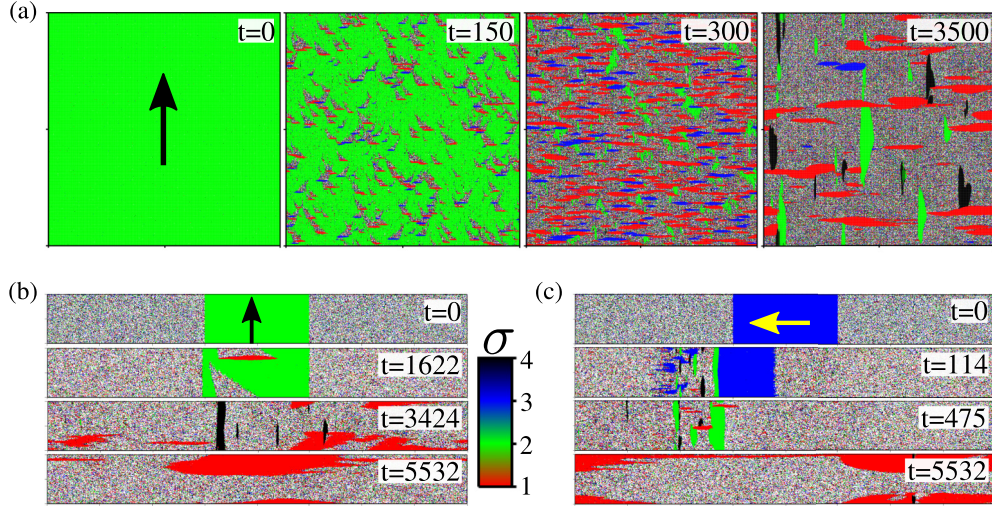 (a)
t=0
t=150
t=300
t=3500
(b)
t=0
t=1622
t=3424
t=5532
σ
4
3
2
1
(c)
t=0
t=114
t=475
t=5532